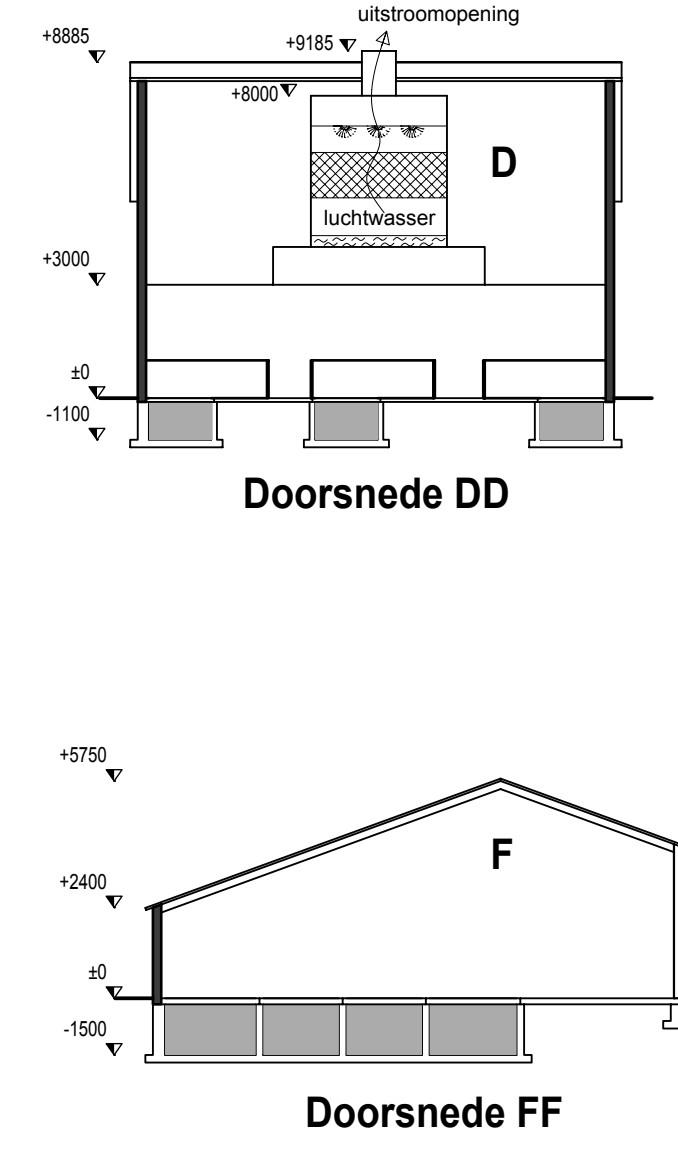 uitstroomopening
+8885
+9185
+8000
D
luchtwasser
+3000
±0
-1100
Doorsnede DD
+5750
F
+2400
±0
-1500
Doorsnede FF